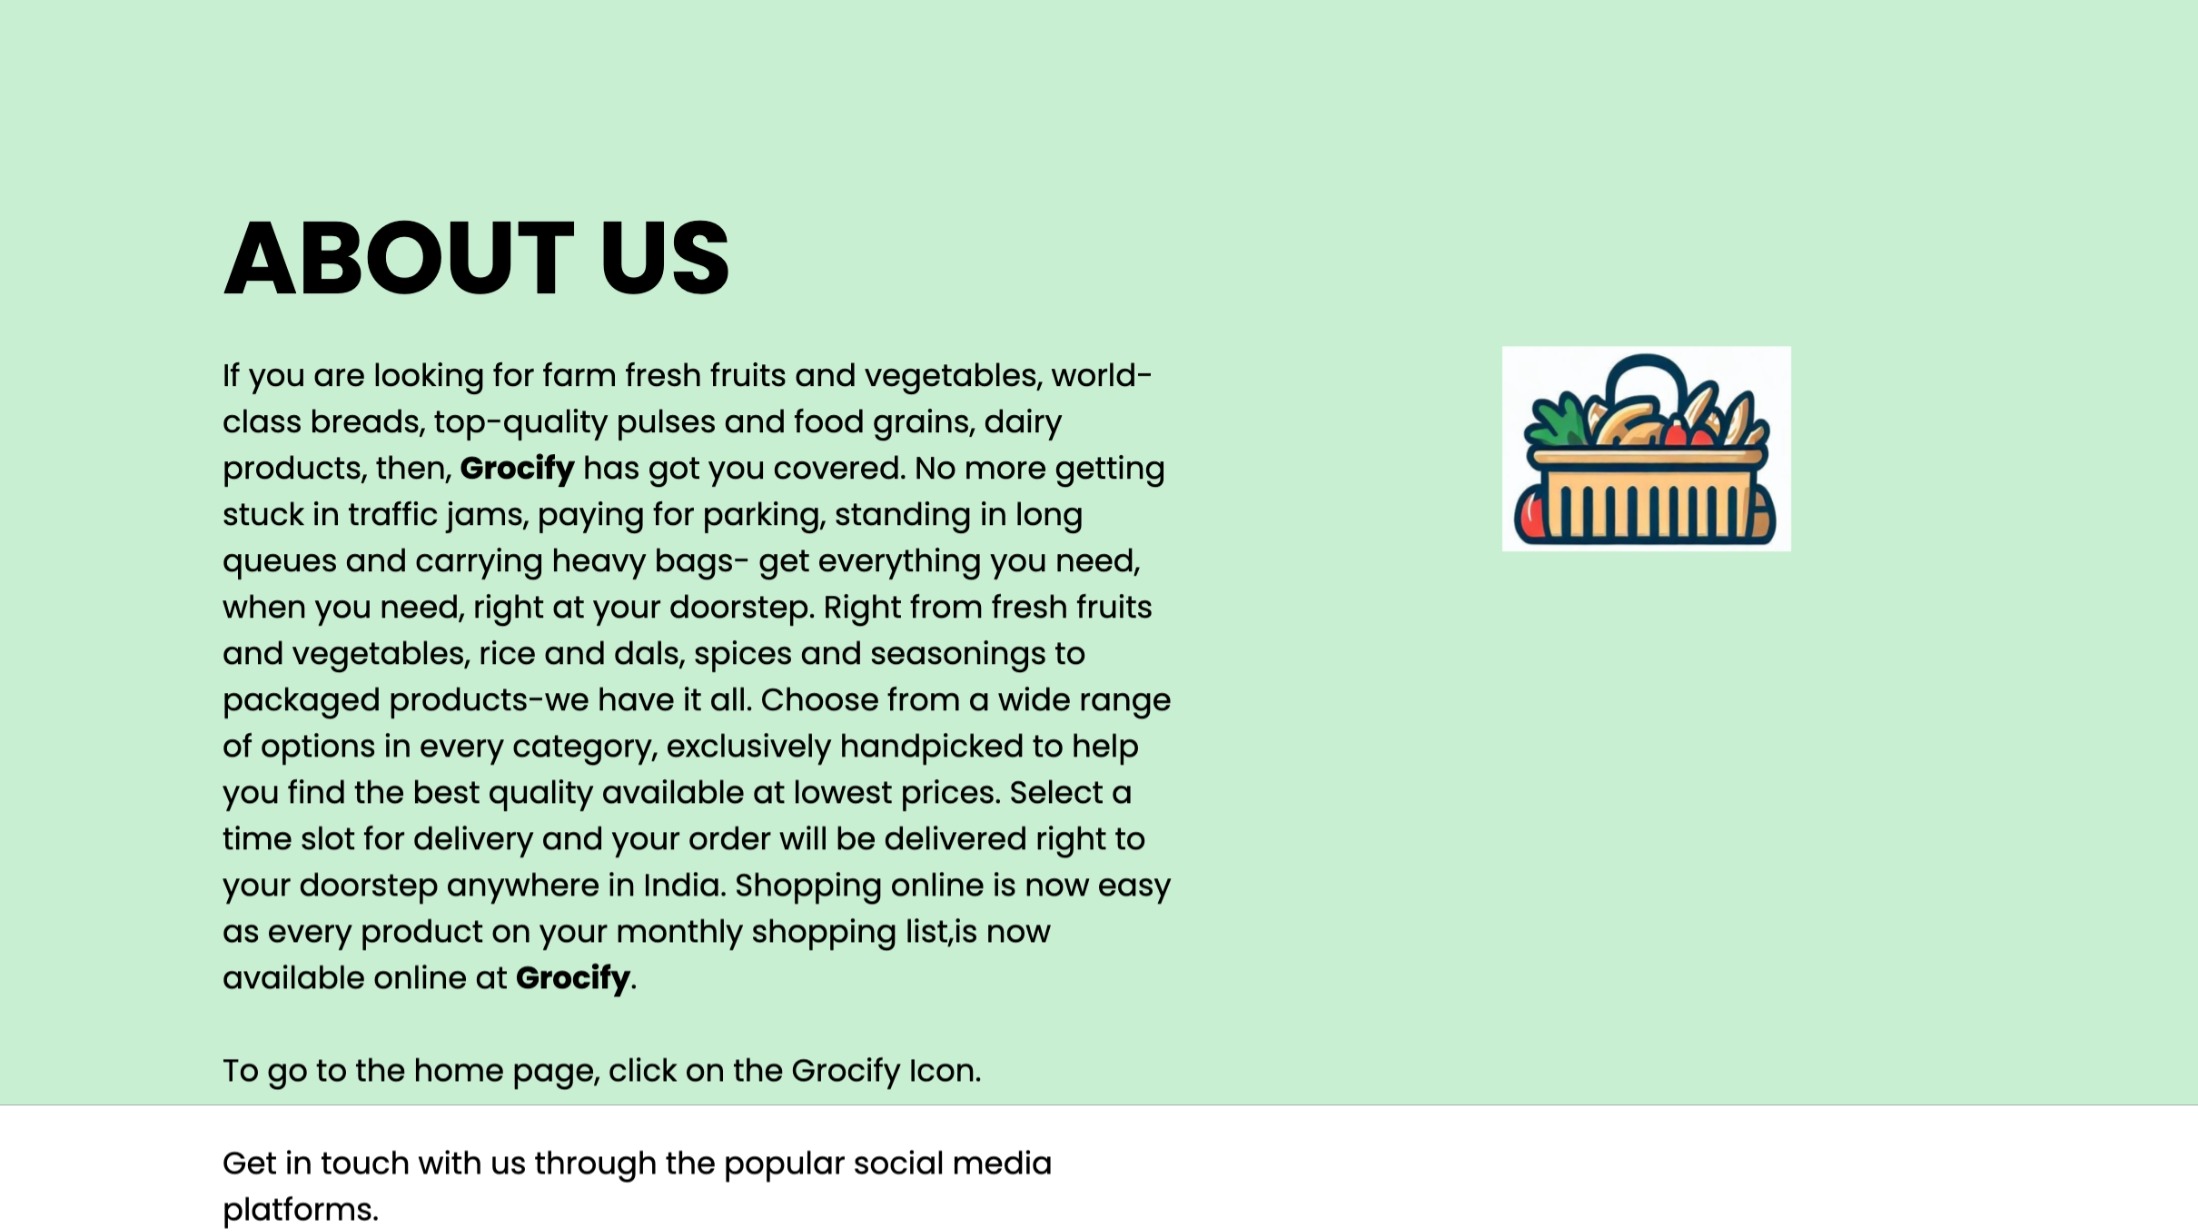 ABOUT US
If you are looking for farm fresh fruits and vegetables, world-
class breads, top-quality pulses and food grains, dairy
products, then, Grocify has got you covered. No more getting
stuck in traffic jams, paying for parking, standing in long
queues and carrying heavy bags- get everything you need,
when you need, right at your doorstep. Right from fresh fruits
and vegetables, rice and dals, spices and seasonings to
packaged products-we have it all. Choose from a wide range
of options in every category, exclusively handpicked to help
you find the best quality available at lowest prices. Select a
time slot for delivery and your order will be delivered right to
your doorstep anywhere in India. Shopping online is now easy
as every product on your monthly shopping list,is now
available online at Grocify.
To go to the home page, click on the Grocify Icon.
Get in touch with us through the popular social media
platforms.